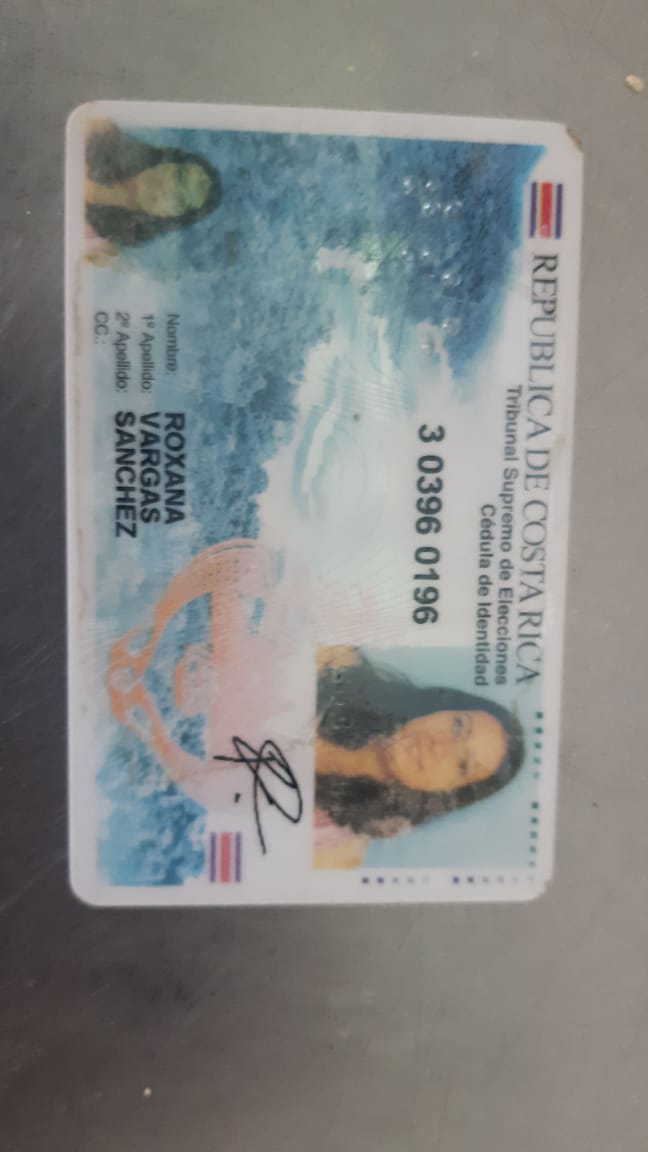 REPUBLICA DE COSTA RICA
Tribunal Supremo de Elecciones
Cédula de Identidad
3 0396 0196
Nombre: ROXANA
1º Apellido: VARGAS
2º Apellido: SANCHEZ
CC.: